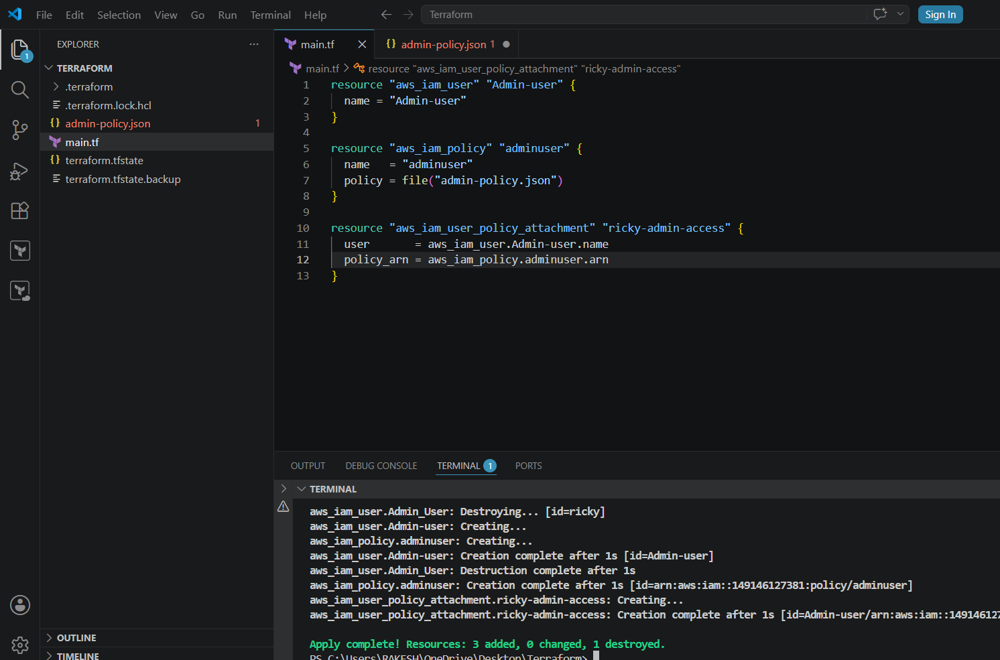 File Edit Selection View Go Run Terminal Help
Terraform
Sign In
1
EXPLORER
TERRAFORM
.terraform
.terraform.lock.hcl
{} admin-policy.json 1
main.tf
{} terraform.tfstate
terraform.tfstate.backup
OUTLINE
TIMELINE
main.tf
{} admin-policy.json 1
main.tf > resource "aws_iam_user_policy_attachment" "ricky-admin-access"
1 resource "aws_iam_user" "Admin-user" {
2 name = "Admin-user"
3 }
4
5 resource "aws_iam_policy" "adminuser" {
6 name   = "adminuser"
7 policy = file("admin-policy.json")
8 }
9
10 resource "aws_iam_user_policy_attachment" "ricky-admin-access" {
11 user       = aws_iam_user.Admin-user.name
12 policy_arn = aws_iam_policy.adminuser.arn
13 }
OUTPUT DEBUG CONSOLE TERMINAL 1 PORTS
TERMINAL
aws_iam_user.Admin_User: Destroying... [id=ricky]
aws_iam_user.Admin-user: Creating...
aws_iam_policy.adminuser: Creating...
aws_iam_user.Admin-user: Creation complete after 1s [id=Admin-user]
aws_iam_user.Admin_User: Destruction complete after 1s
aws_iam_policy.adminuser: Creation complete after 1s [id=arn:aws:iam::149146127381:policy/adminuser]
aws_iam_user_policy_attachment.ricky-admin-access: Creating...
aws_iam_user_policy_attachment.ricky-admin-access: Creation complete after 1s [id=Admin-user/arn:aws:iam::149146127
Apply complete! Resources: 3 added, 0 changed, 1 destroyed.
PS C:\Users\RAKESH\OneDrive\Desktop\Terraform>